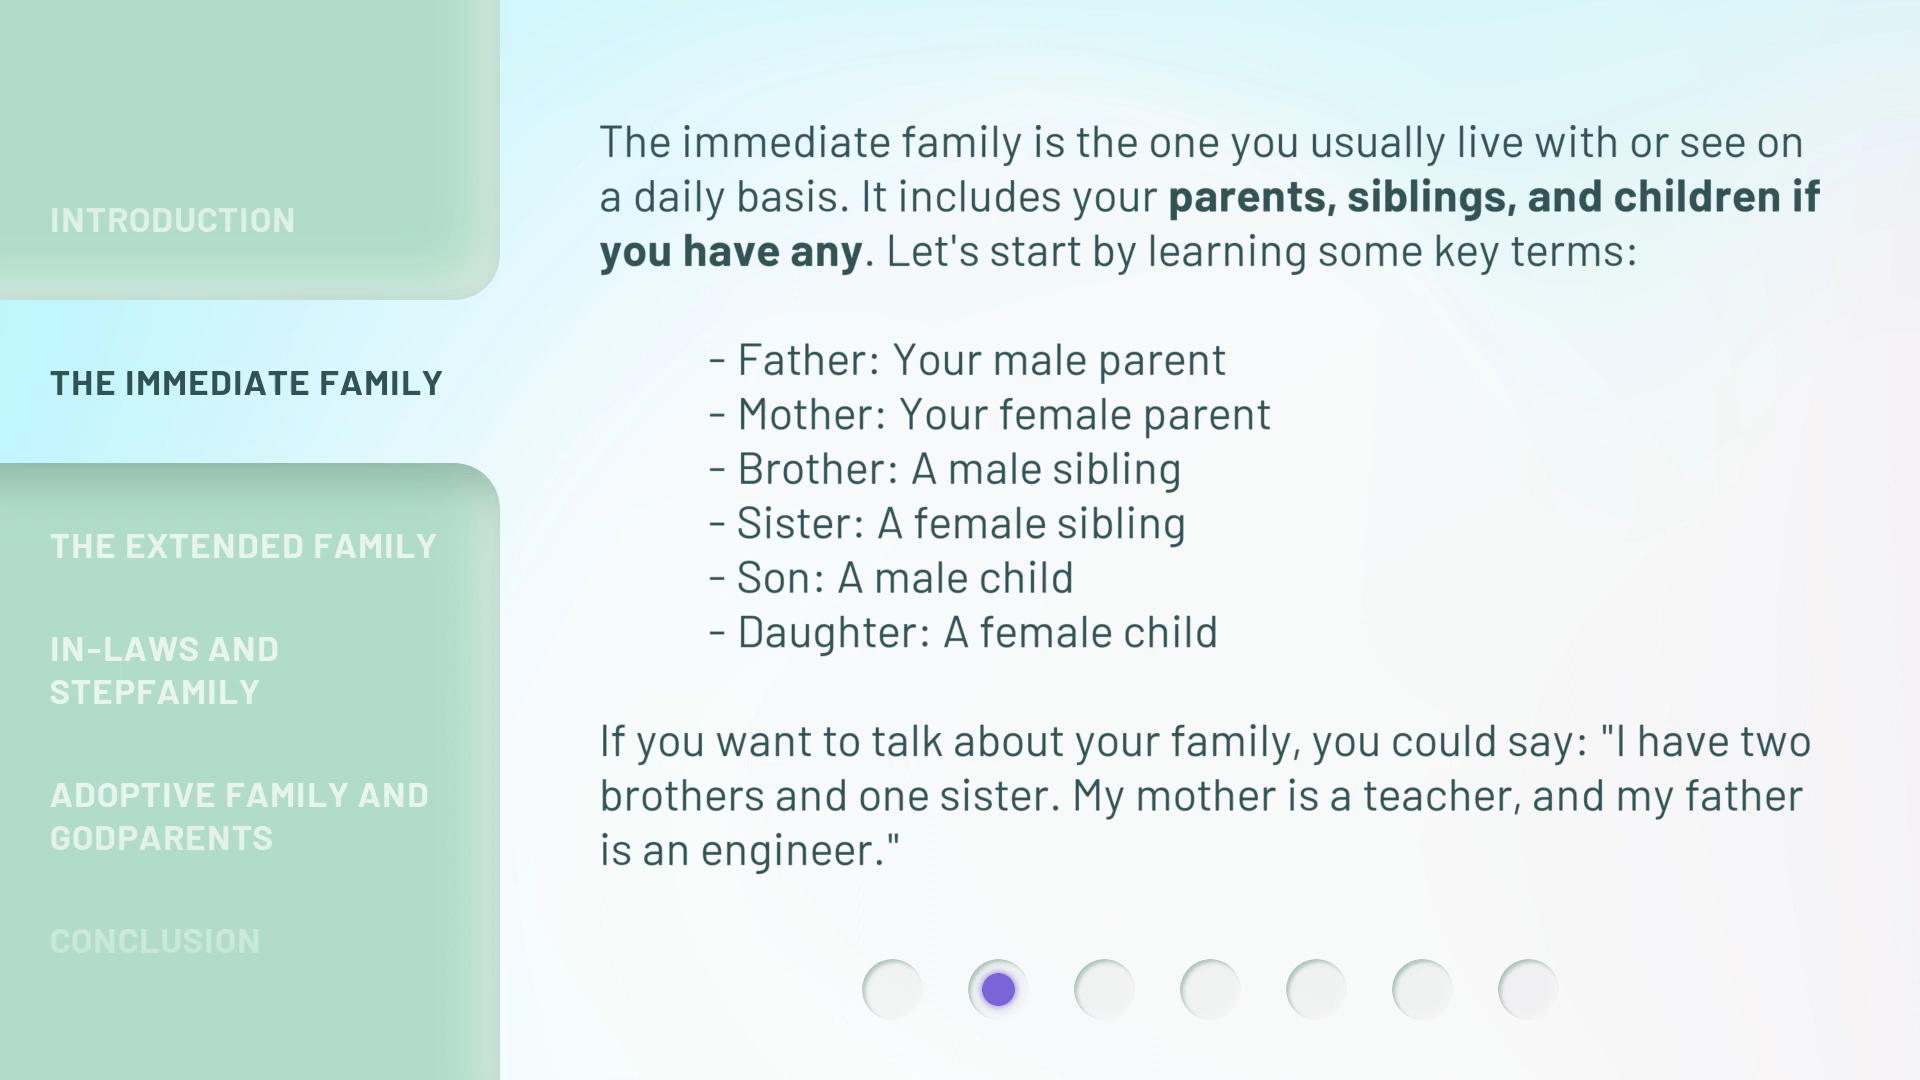 INTRODUCTION
THE IMMEDIATE FAMILY
THE EXTENDED FAMILY
IN-LAWS AND
STEPFAMILY
ADOPTIVE FAMILY AND
GODPARENTS
CONCLUSION
The immediate family is the one you usually live with or see on
a daily basis. It includes your parents, siblings, and children if
you have any. Let's start by learning some key terms:
- Father: Your male parent
- Mother: Your female parent
- Brother: A male sibling
- Sister: A female sibling
- Son: A male child
- Daughter: A female child
If you want to talk about your family, you could say: "I have two
brothers and one sister. My mother is a teacher, and my father
is an engineer."